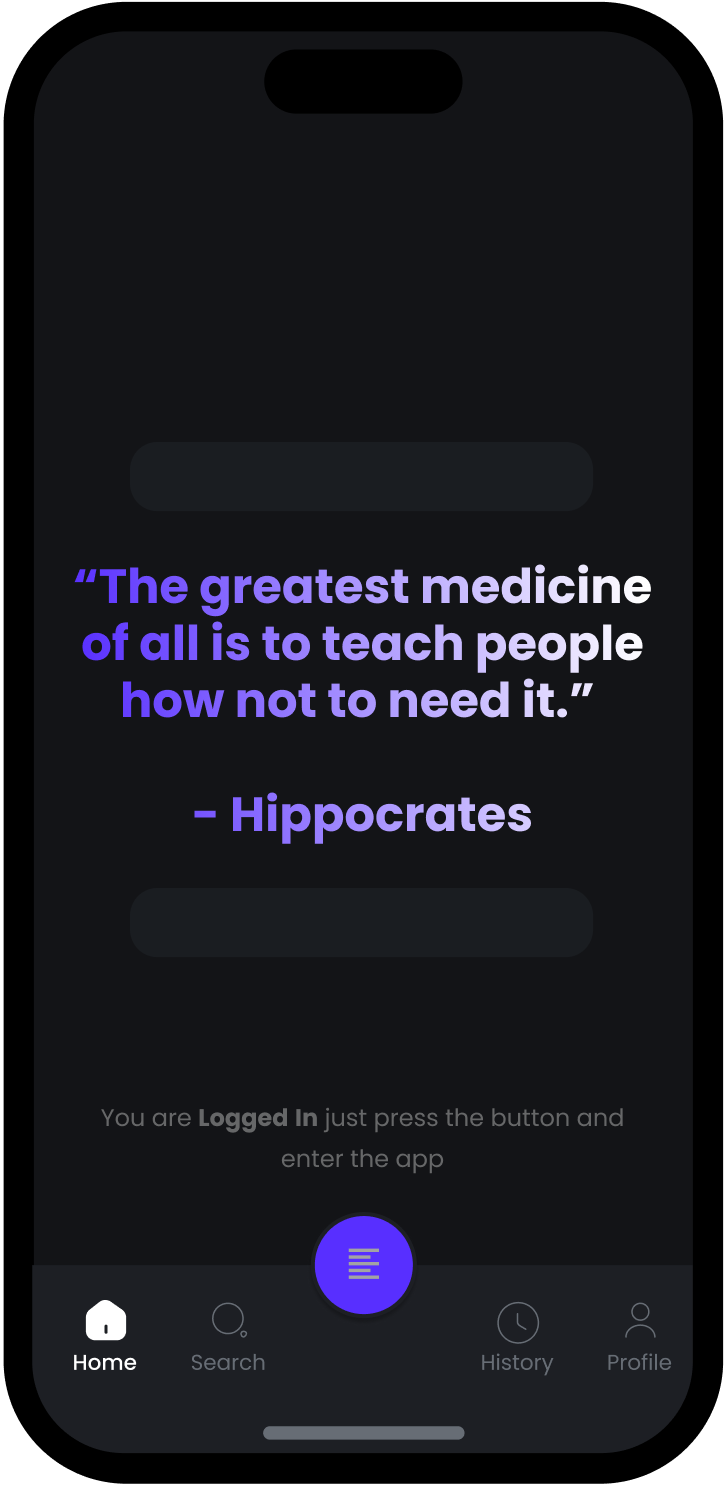 “The greatest medicine
of all is to teach people
how not to need it.”
- Hippocrates
You are Logged In just press the button and
enter the app
Home
Search
History
Profile